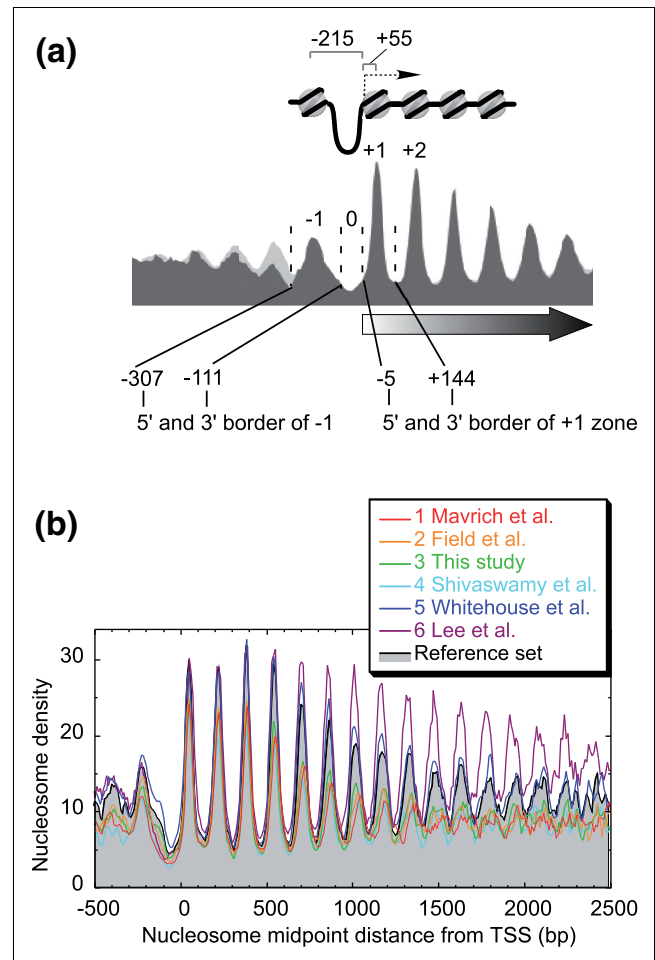 (a)
-215
+55
+1
+2
-1
0
-307
-111
-5
+144
5' and 3' border of -1
5' and 3' border of +1 zone
(b)
1 Mavrich et al.
2 Field et al.
3 This study
4 Shivaswamy et al.
5 Whitehouse et al.
6 Lee et al.
Reference set
Nucleosome density
30
20
10
0
-500
0
500
1000
1500
2000
2500
Nucleosome midpoint distance from TSS (bp)